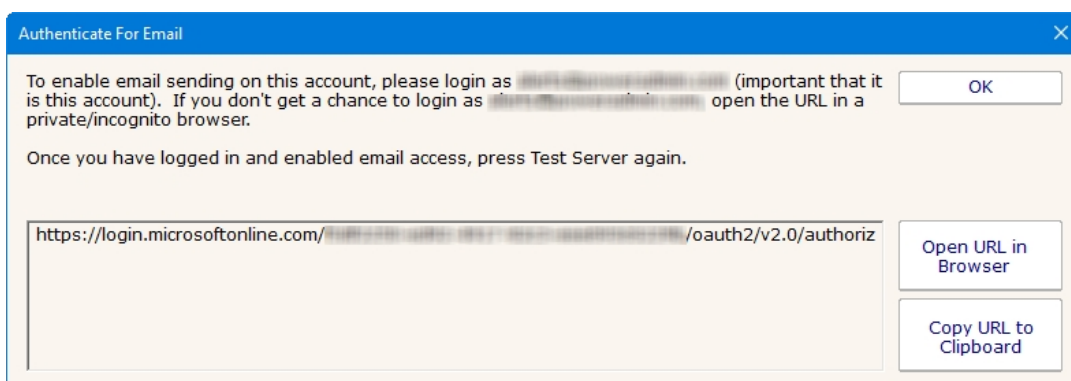 Authenticate For Email
To enable email sending on this account, please login as (important that it
is this account). If you don't get a chance to login as open the URL in a
private/incognito browser.
OK
Once you have logged in and enabled email access, press Test Server again.
https://login.microsoftonline.com/ /oauth2/v2.0/authoriz
Open URL in
Browser
Copy URL to
Clipboard